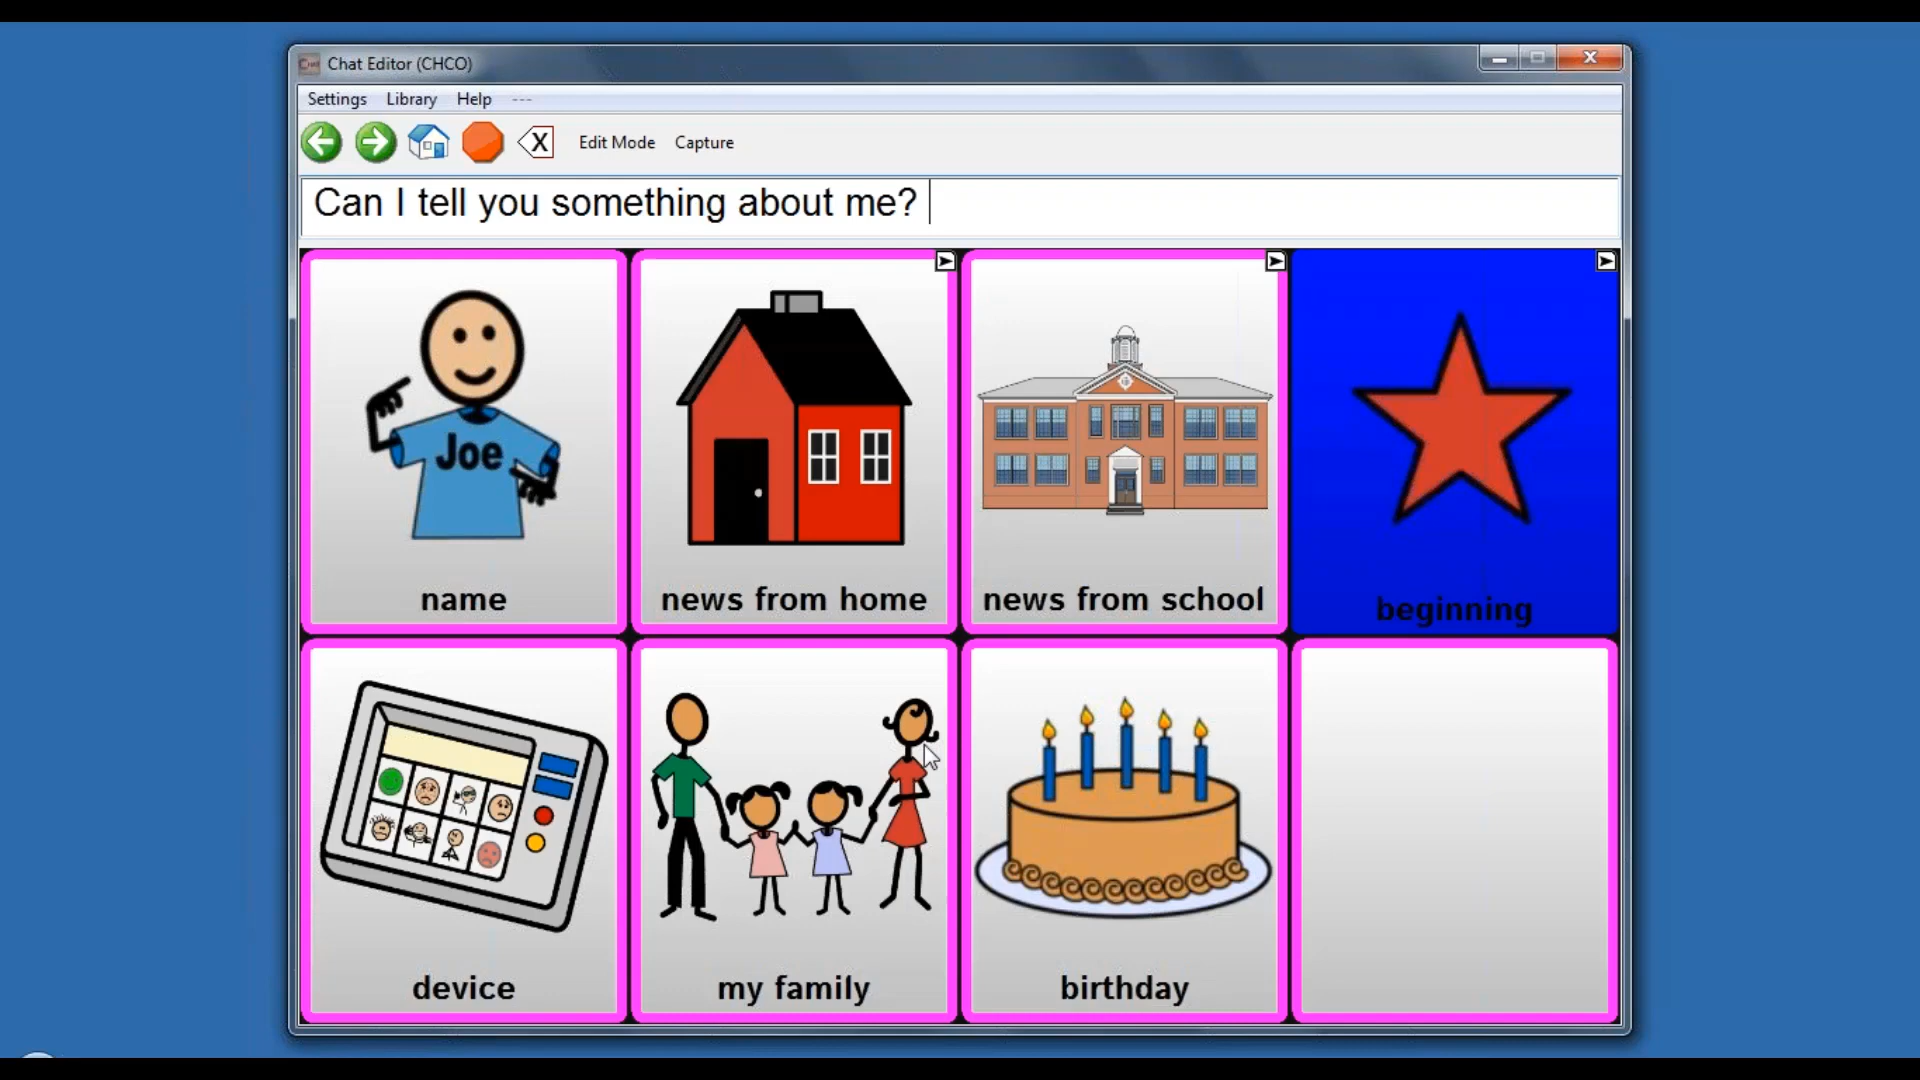 Chat Editor (CHCO)
Settings Library Help ---
X Edit Mode Capture
Can I tell you something about me?
Joe
name
news from home
news from school
beginning
device
my family
birthday